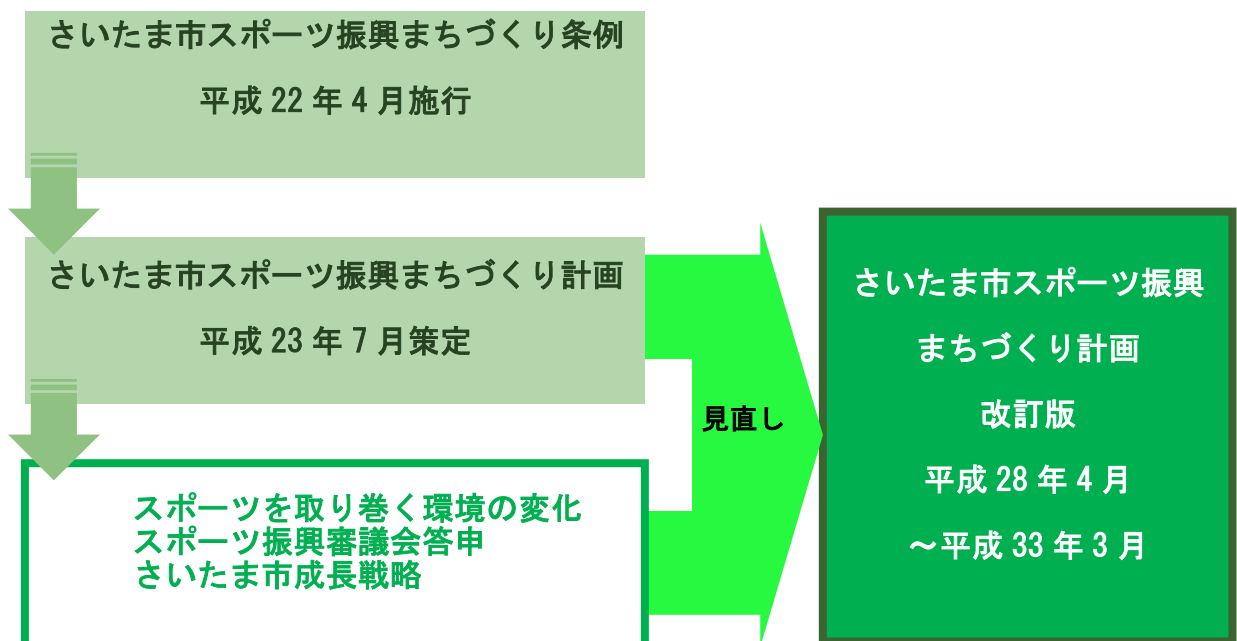 さいたま市スポーツ振興まちづくり条例
平成 22 年 4 月施行
さいたま市スポーツ振興まちづくり計画
平成 23 年 7 月策定
スポーツを取り巻く環境の変化
スポーツ振興審議会答申
さいたま市成長戦略
見直し
さいたま市スポーツ振興
まちづくり計画
改訂版
平成 28 年 4 月
～平成 33 年 3 月